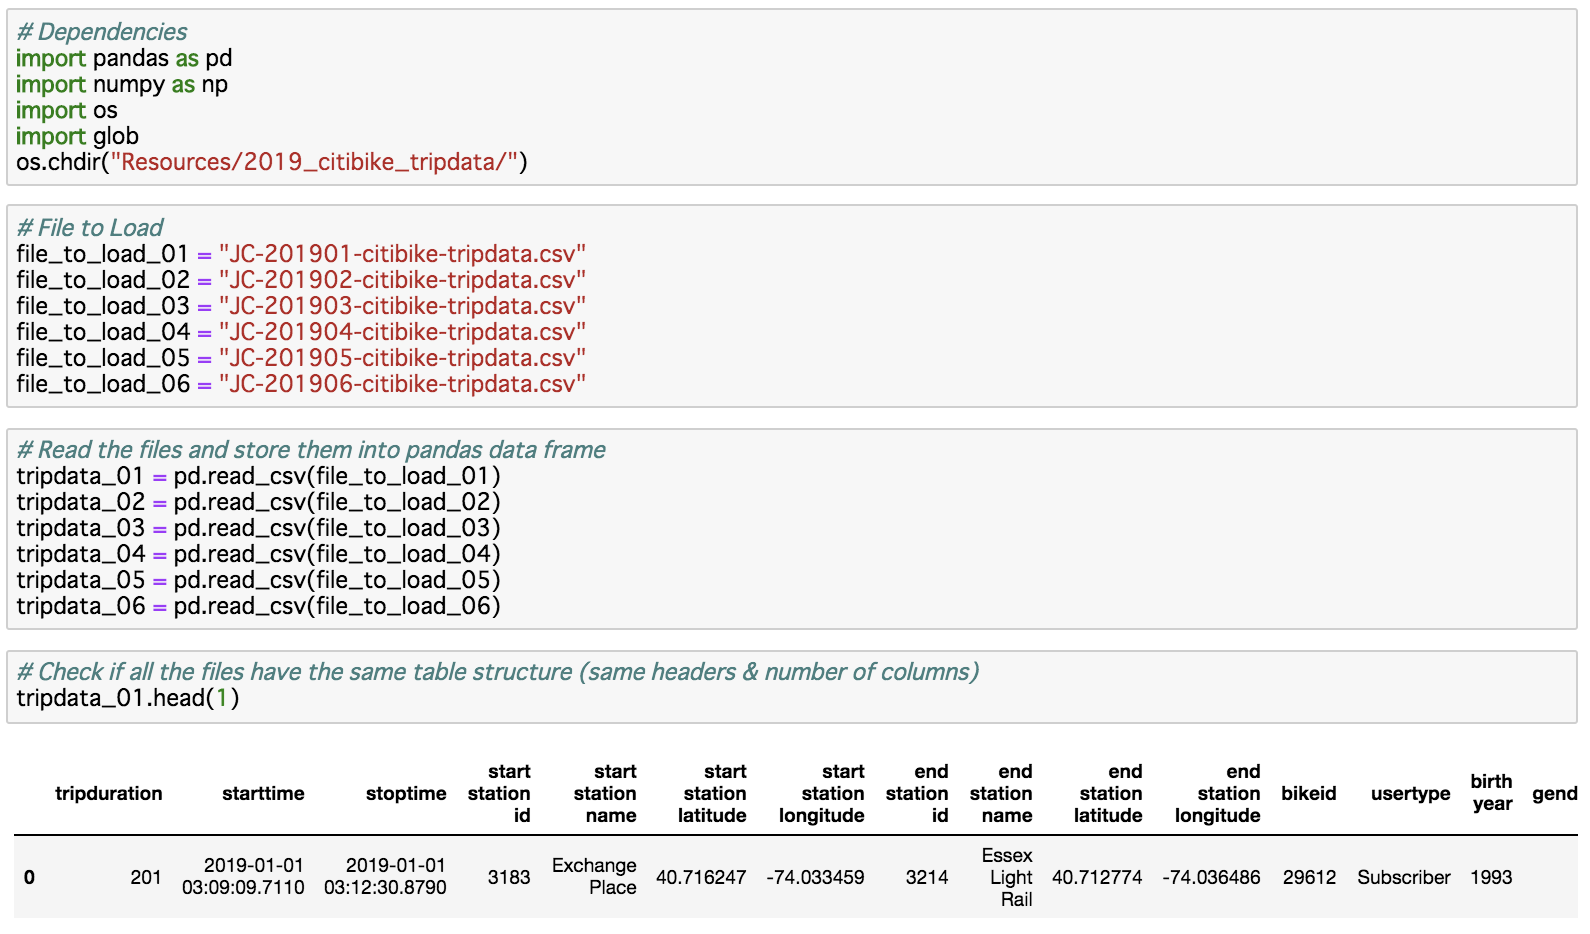 # Dependencies
import pandas as pd
import numpy as np
import os
import glob
os.chdir("Resources/2019_citibike_tripdata/")
# File to Load
file_to_load_01 = "JC-201901-citibike-tripdata.csv"
file_to_load_02 = "JC-201902-citibike-tripdata.csv"
file_to_load_03 = "JC-201903-citibike-tripdata.csv"
file_to_load_04 = "JC-201904-citibike-tripdata.csv"
file_to_load_05 = "JC-201905-citibike-tripdata.csv"
file_to_load_06 = "JC-201906-citibike-tripdata.csv"
# Read the files and store them into pandas data frame
tripdata_01 = pd.read_csv(file_to_load_01)
tripdata_02 = pd.read_csv(file_to_load_02)
tripdata_03 = pd.read_csv(file_to_load_03)
tripdata_04 = pd.read_csv(file_to_load_04)
tripdata_05 = pd.read_csv(file_to_load_05)
tripdata_06 = pd.read_csv(file_to_load_06)
# Check if all the files have the same table structure (same headers & number of columns)
tripdata_01.head(1)
tripduration starttime stoptime start station id start station name start station latitude start station longitude end station id end station name end station latitude end station longitude bikeid usertype birth year gend
0 201 2019-01-01 03:09:09.7110 2019-01-01 03:12:30.8790 3183 Exchange Place 40.716247 -74.033459 3214 Essex Light Rail 40.712774 -74.036486 29612 Subscriber 1993